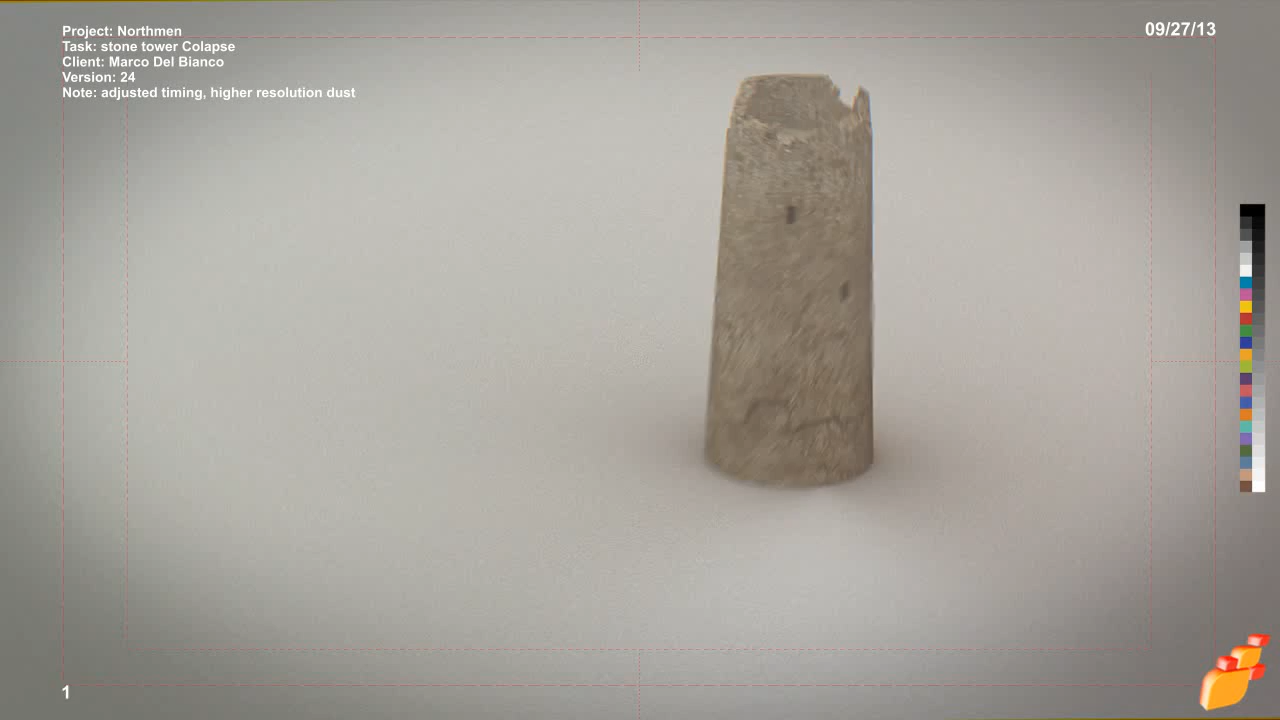 Project: Northmen
Task: stone tower Colapse
Client: Marco Del Bianco
Version: 24
Note: adjusted timing, higher resolution dust
09/27/13
1